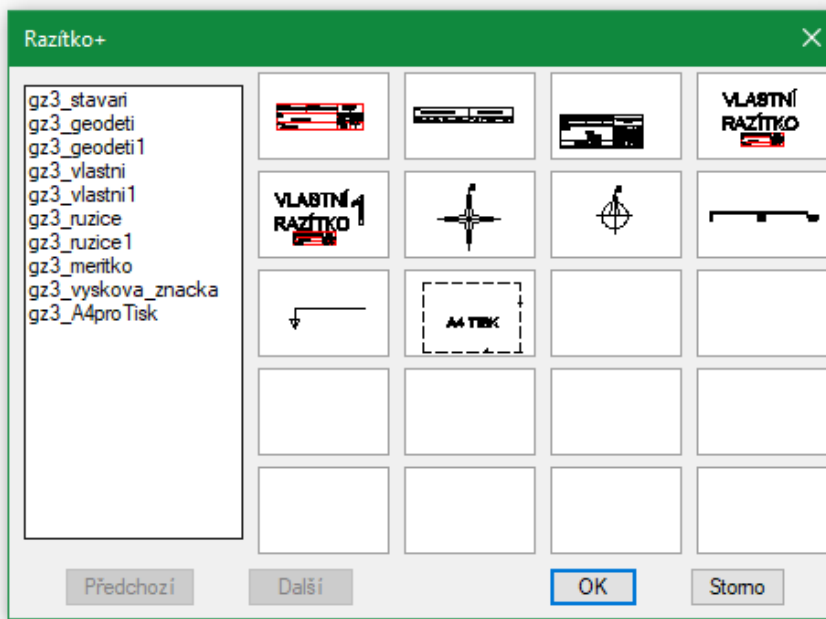 Razítko+
gz3_stavari
gz3_geodeti
gz3_geodeti1
gz3_vlastni
gz3_vlastni1
gz3_ruzice
gz3_ruzice1
gz3_meritko
gz3_vyskova_znacka
gz3_A4proTisk
VLASTNÍ
RAZÍTKO
VLASTNÍ 1
RAZÍTKO
A4 TISK
Předchozí
Další
OK
Storno